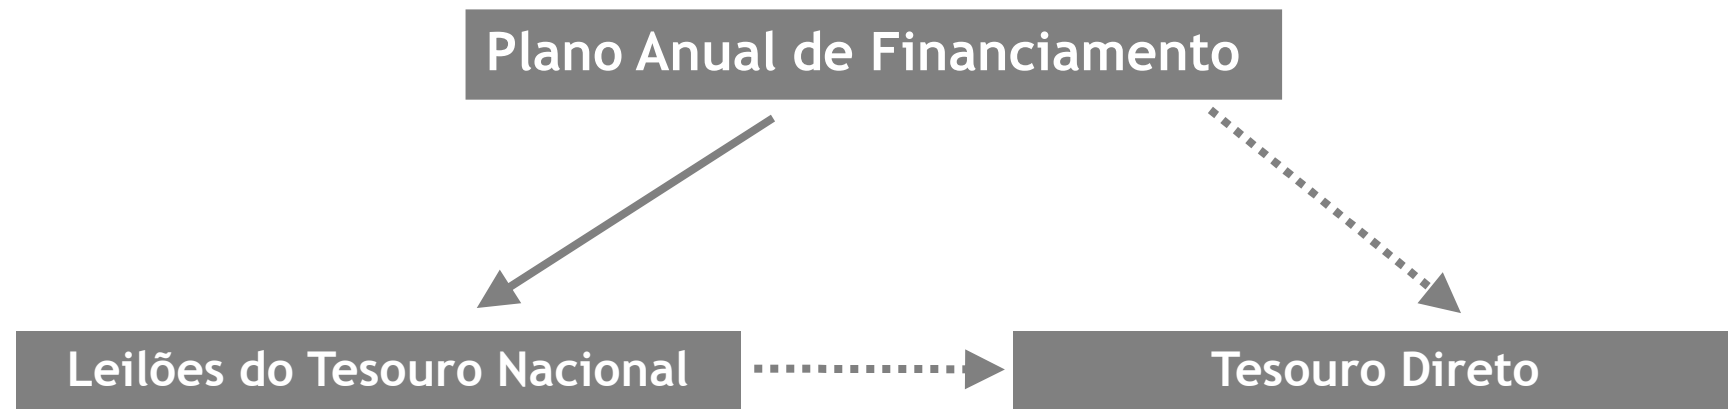 Plano Anual de Financiamento
Leilões do Tesouro Nacional
Tesouro Direto